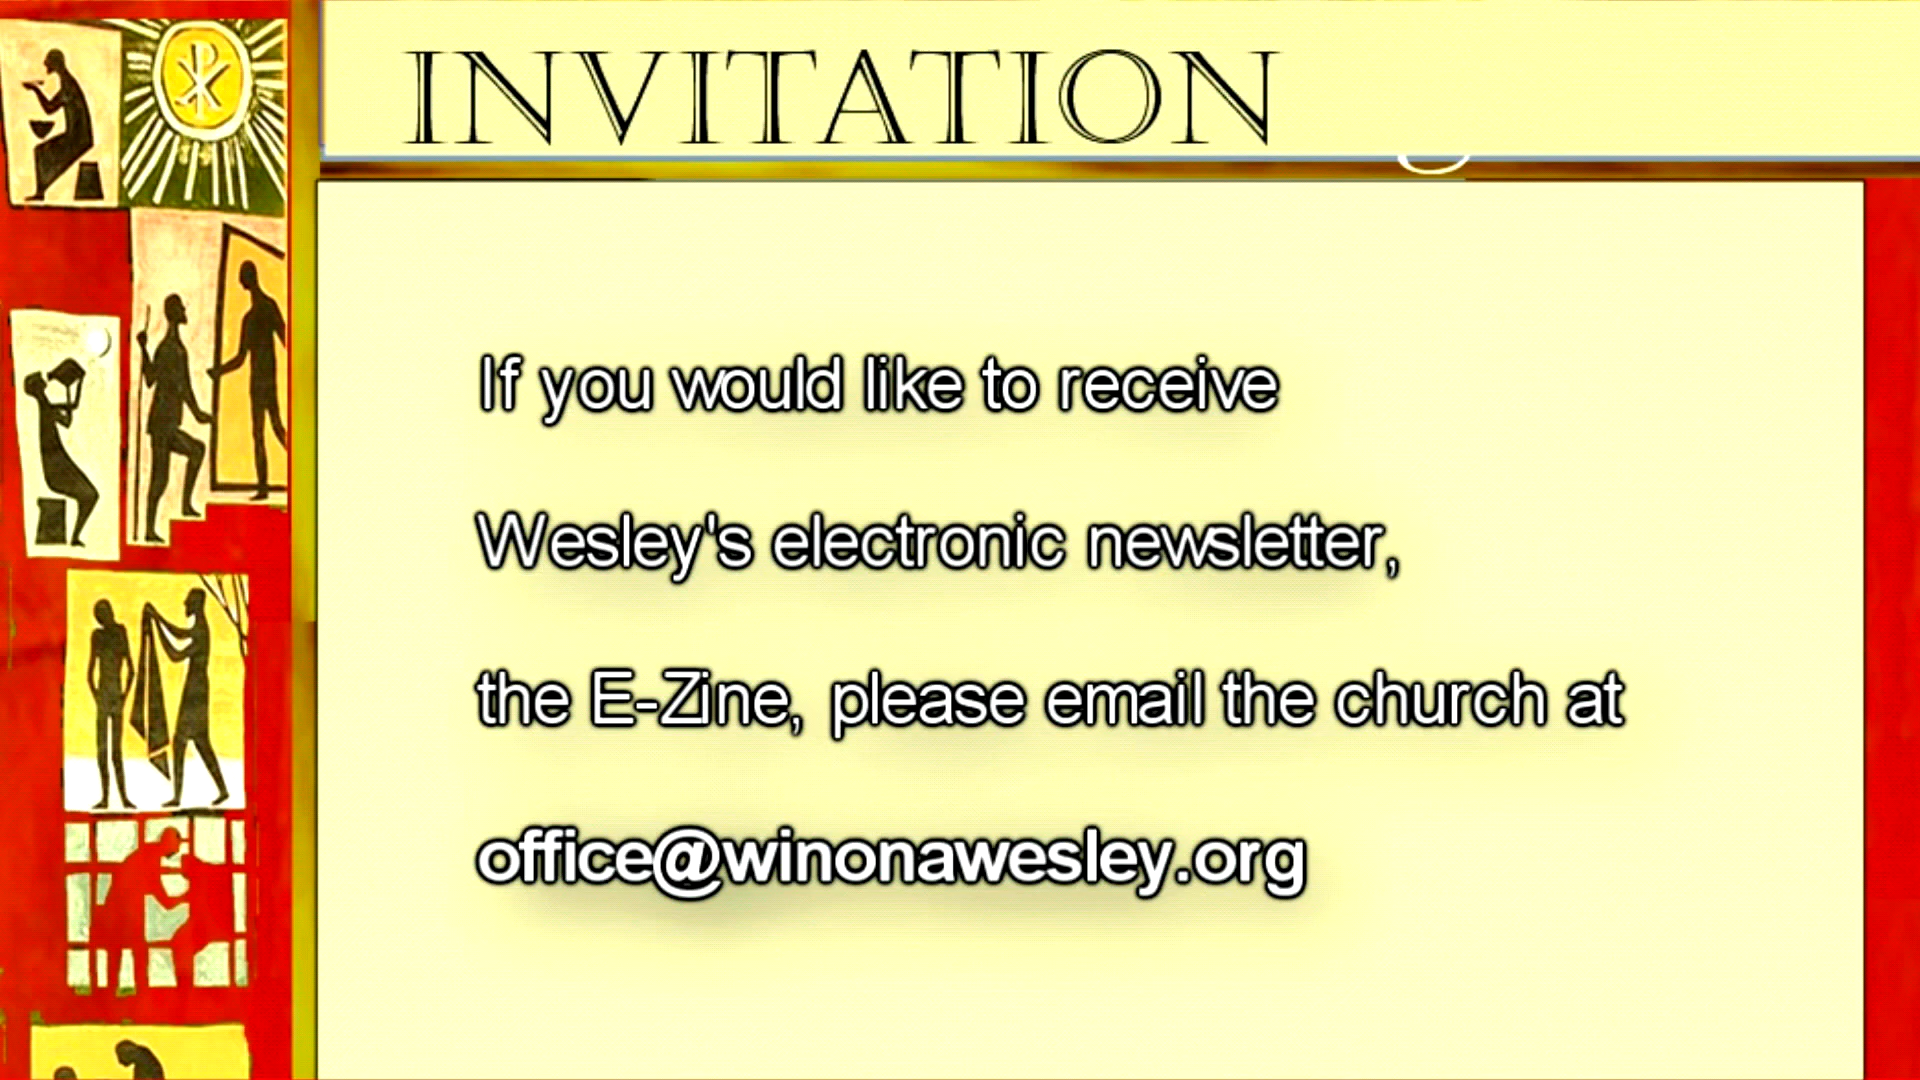 INVITATION
If you would like to receive
Wesley's electronic newsletter,
the E-Zine, please email the church at
office@winonawesley.org